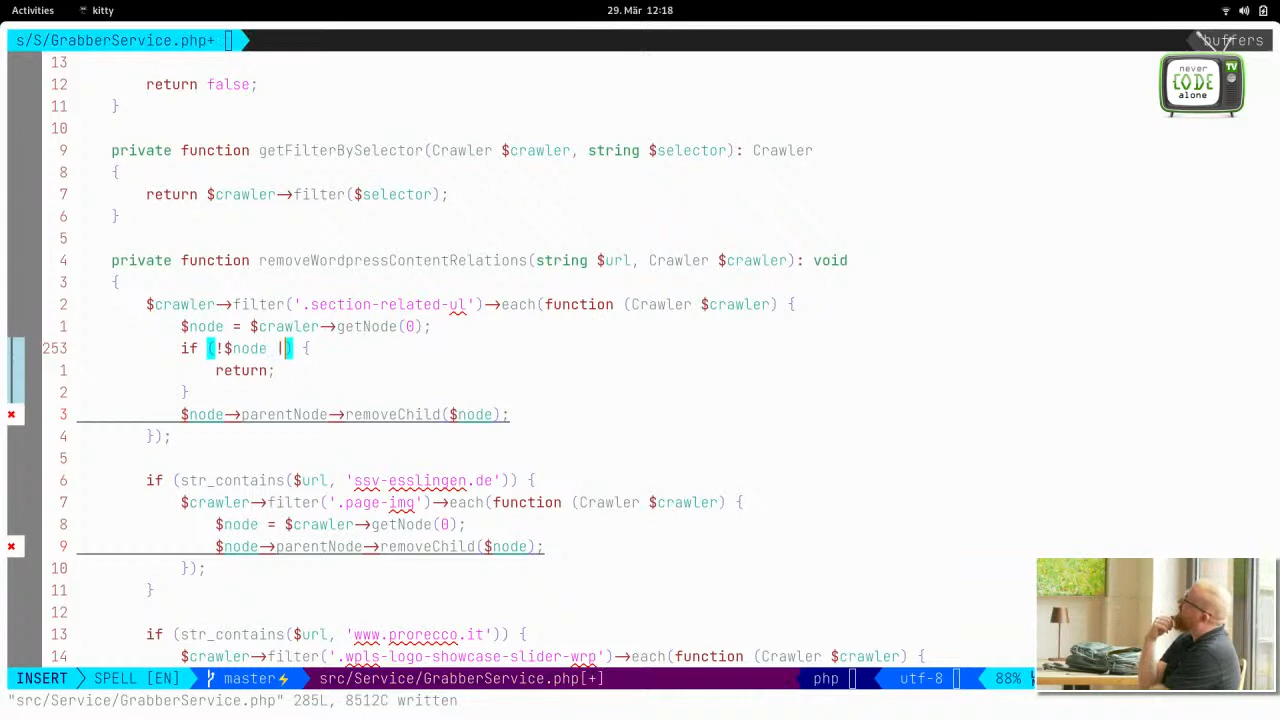 Activities kitty 29. Mär 12:18
s/S/GrabberService.php+ buffers
13
12 return false;
11 }
10
9 private function getFilterBySelector(Crawler $crawler, string $selector): Crawler
8 {
7 return $crawler->filter($selector);
6 }
5
4 private function removeWordpressContentRelations(string $url, Crawler $crawler): void
3 {
2 $crawler->filter('.section-related-ul')->each(function (Crawler $crawler) {
1 $node = $crawler->getNode(0);
253 if (!$node |) {
1 return;
2 }
3 $node->parentNode->removeChild($node);
4 });
5
6 if (str_contains($url, 'ssv-esslingen.de')) {
7 $crawler->filter('.page-img')->each(function (Crawler $crawler) {
8 $node = $crawler->getNode(0);
9 $node->parentNode->removeChild($node);
10 });
11 }
12
13 if (str_contains($url, 'www.prorecco.it')) {
14 $crawler->filter('.wpls-logo-showcase-slider-wrp')->each(function (Crawler $crawler) {
INSERT SPELL [EN] master⚡ src/Service/GrabberService.php[+] php utf-8 88%
"src/Service/GrabberService.php" 285L, 8512C written
never
CODE
alone
TV